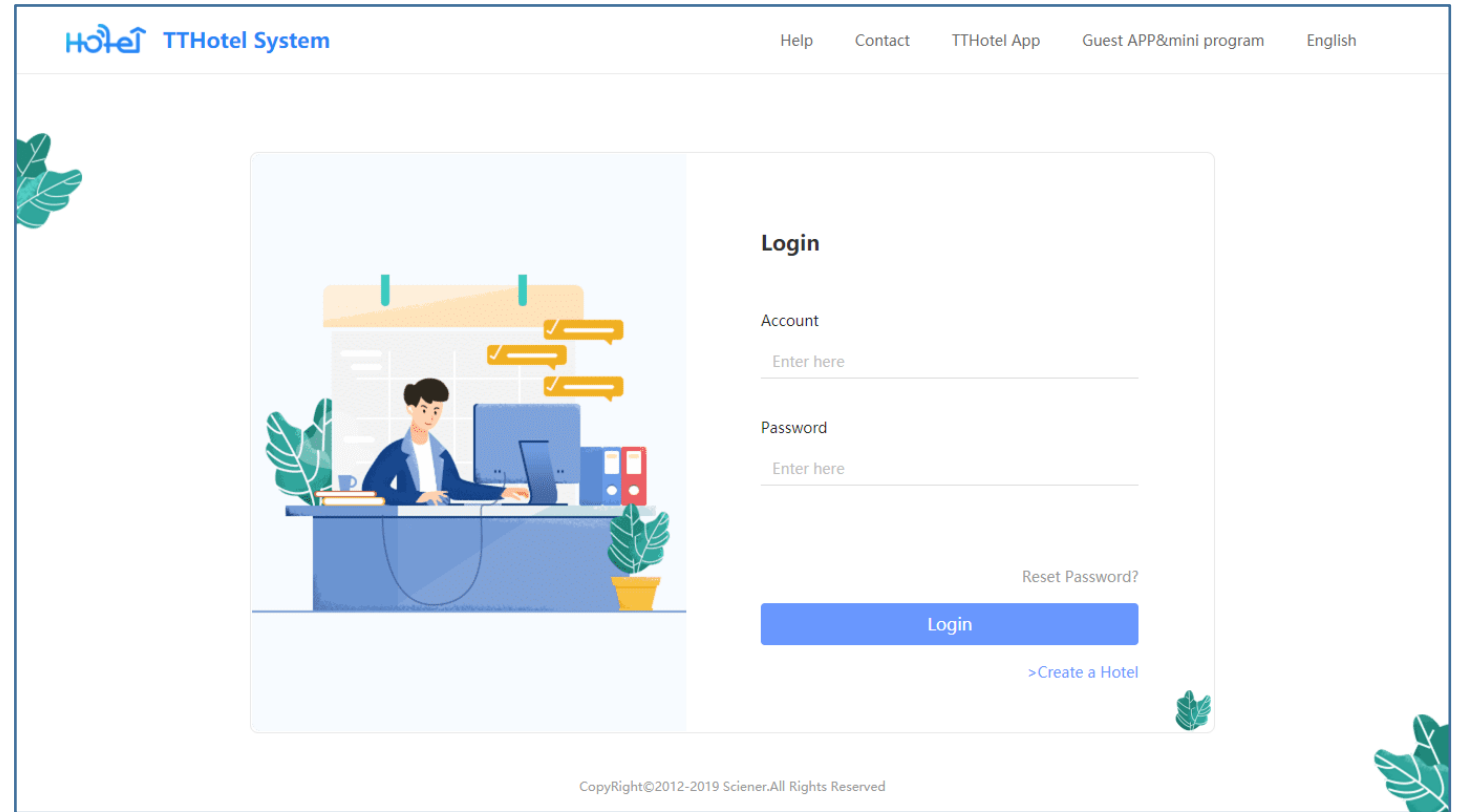 Hotel TTHotel System
Help Contact TTHotel App Guest APP&mini program English
Login
Account
Enter here
Password
Enter here
Reset Password?
Login
>Create a Hotel
CopyRight©2012-2019 Sciener.All Rights Reserved